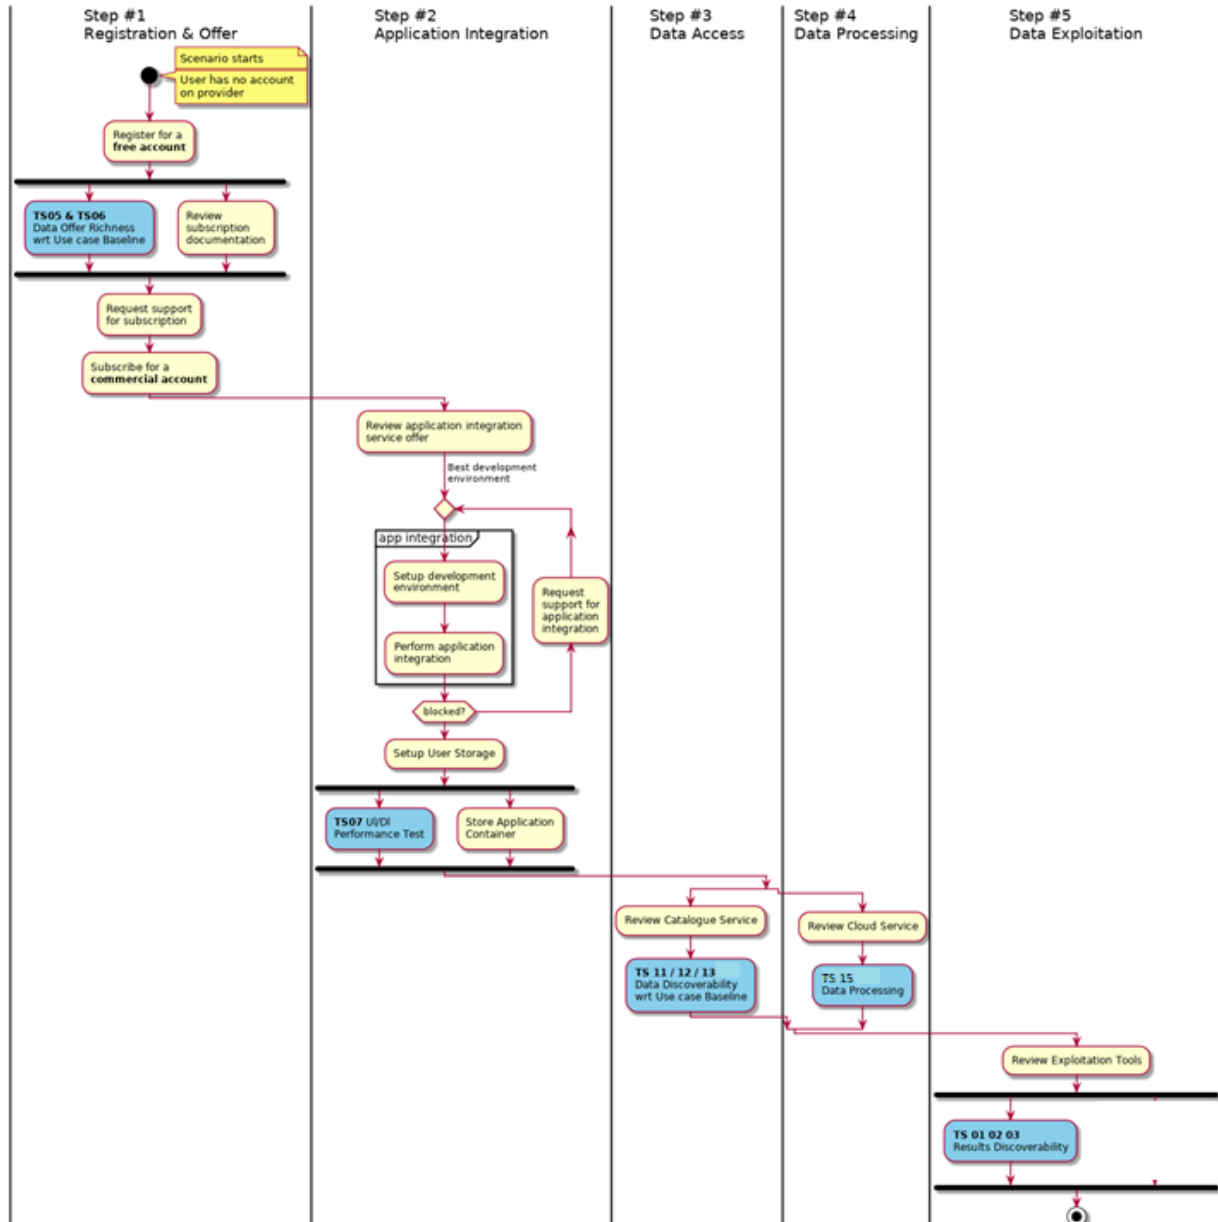 Step #1
Registration & Offer
Step #2
Application Integration
Step #3
Data Access
Step #4
Data Processing
Step #5
Data Exploitation
Scenario starts
User has no account
on provider
Register for a
free account
TS05 & TS06
Data Offer Richness
wrt Use case Baseline
Review
subscription
documentation
Request support
for subscription
Subscribe for a
commercial account
Review application integration
service offer
Best development
environment
app integration
Setup development
environment
Perform application
integration
Request
support for
application
integration
blocked?
Setup User Storage
TS07 Ul/Dl
Performance Test
Store Application
Container
Review Catalogue Service
TS 11 / 12 / 13
Data Discoverability
wrt Use case Baseline
Review Cloud Service
TS 15
Data Processing
Review Exploitation Tools
TS 01 02 03
Results Discoverability